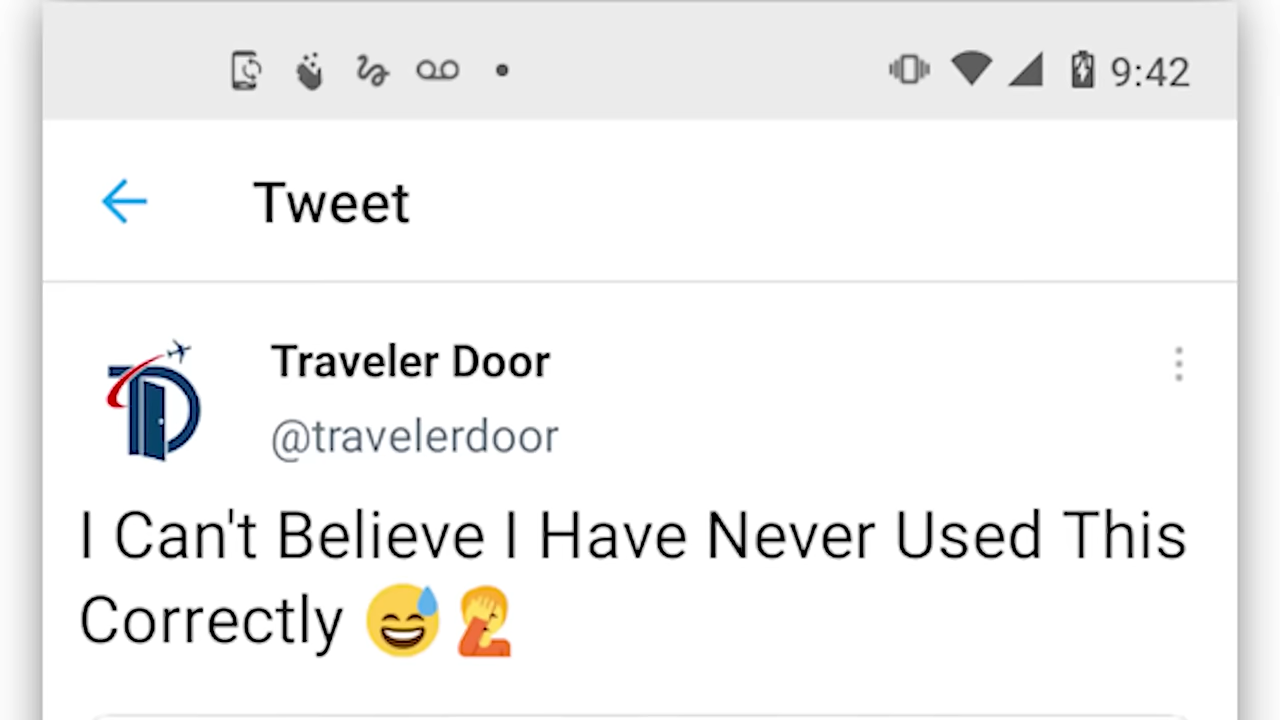 9:42
Tweet
Traveler Door
@travelerdoor
I Can't Believe I Have Never Used This
Correctly 😅🤦